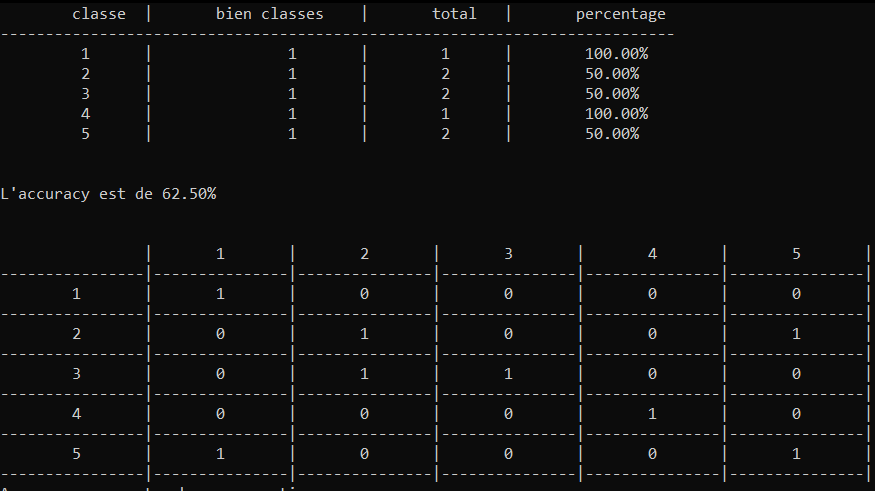 classe | bien classes | total | percentage
---------------------------------------------------------------------------
1 | 1 | 1 | 100.00%
2 | 1 | 2 | 50.00%
3 | 1 | 2 | 50.00%
4 | 1 | 1 | 100.00%
5 | 1 | 2 | 50.00%
L'accuracy est de 62.50%
| 1 | 2 | 3 | 4 | 5 |
----------------|---------------|---------------|---------------|---------------|---------------|
1 | 1 | 0 | 0 | 0 | 0 |
----------------|---------------|---------------|---------------|---------------|---------------|
2 | 0 | 1 | 0 | 0 | 1 |
----------------|---------------|---------------|---------------|---------------|---------------|
3 | 0 | 1 | 1 | 0 | 0 |
----------------|---------------|---------------|---------------|---------------|---------------|
4 | 0 | 0 | 0 | 1 | 0 |
----------------|---------------|---------------|---------------|---------------|---------------|
5 | 1 | 0 | 0 | 0 | 1 |
----------------|---------------|---------------|---------------|---------------|---------------|